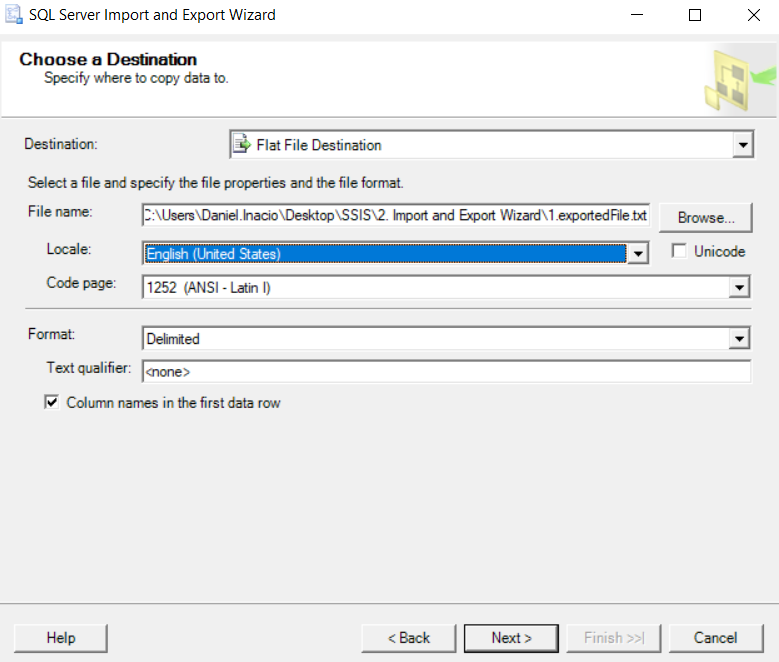 SQL Server Import and Export Wizard
Choose a Destination
Specify where to copy data to.
Destination: Flat File Destination
Select a file and specify the file properties and the file format.
File name: C:\Users\Daniel.Inacio\Desktop\SSIS\2. Import and Export Wizard\1.exportedFile.txt Browse...
Locale: English (United States) Unicode
Code page: 1252 (ANSI - Latin I)
Format: Delimited
Text qualifier: <none>
Column names in the first data row
Help < Back Next > Finish >>| Cancel